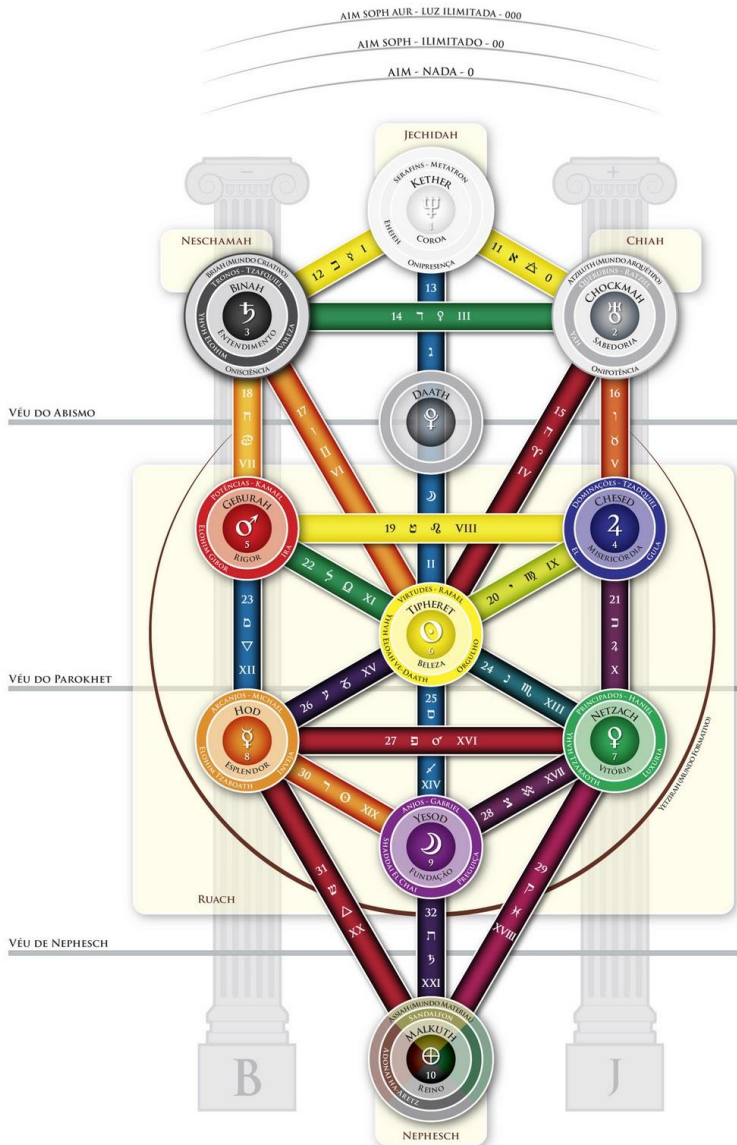 AIM SOPH AUR - LUZ ILIMITADA - 000
AIM SOPH - ILIMITADO - 00
AIM - NADA - 0
JECHIDAH
SERAFINS - METATRON
KETHER
1
COROA
EHEIEH
ONIPRESENÇA
NESCHAMAH
CHIAH
12 ב ☿ I
11 א 🜁 0
BRIAH (MUNDO CRIATIVO)
TRONOS - TZAFQUIEL
BINAH
♄
3
ENTENDIMENTO
YHVH ELOHIM
AVAREZA
ONISCIÊNCIA
ATZILUTH (MUNDO ARQUÉTIPO)
QUERUBINS - RATZIEL
CHOCKMAH
♅
2
SABEDORIA
YAH
ONIPOTÊNCIA
13
14 ד ♀ III
ג
DAATH
VÉU DO ABISMO
18 ח ♋ VII
17 ו II VI
☽
II
15 ה ♈ IV
16 ו ♉ V
POTÊNCIAS - KAMAEL
GEBURAH
♂
5
RIGOR
ELOHIM GIBOR
IRA
DOMINAÇÕES - TZADQUIEL
CHESED
♃
4
MISERICÓRDIA
EL
GULA
19 ט ♌ VIII
22 ל ♎ XI
20 י ♍ IX
VIRTUDES - RAFAEL
TIPHERET
6
BELEZA
YHVH ELOAH VE-DAATH
ORGULHO
23 ם ▽ XII
21 כ ♃ X
VÉU DO PAROKHET
26 ע ♑ XV
25 ס ♐ XIV
24 נ ♏ XIII
ARCANJOS - MICHAEL
HOD
☿
8
ESPLENDOR
ELOHIM TZABOATH
INVEJA
PRINCIPADOS - HANIEL
NETZACH
♀
7
VITÓRIA
YHVH TZABAOTH
LUXURIA
27 פ ♂ XVI
YETZIRAH (MUNDO FORMATIVO)
30 ר ☉ XIX
28 צ ♒ XVII
ANJOS - GABRIEL
YESOD
☽
9
FUNDAÇÃO
SHADDAI EL CHAI
PREGUIÇA
RUACH
31 ש △ XX
32 ת ♄ XXI
29 ק ♓ XVIII
VÉU DE NEPHESCH
ASSIAH (MUNDO MATERIAL)
SANDALFON
MALKUTH
10
REINO
ADONAI HA-ARETZ
B
J
NEPHESCH